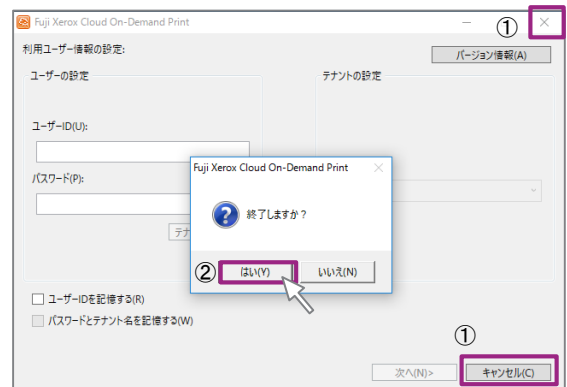 Fuji Xerox Cloud On-Demand Print
①
利用ユーザー情報の設定:
バージョン情報(A)
ユーザーの設定
テナントの設定
ユーザーID(U):
パスワード(P):
テナ
Fuji Xerox Cloud On-Demand Print
終了しますか？
②
はい(Y)
いいえ(N)
ユーザーIDを記憶する(R)
パスワードとテナント名を記憶する(W)
①
次へ(N)>
キャンセル(C)